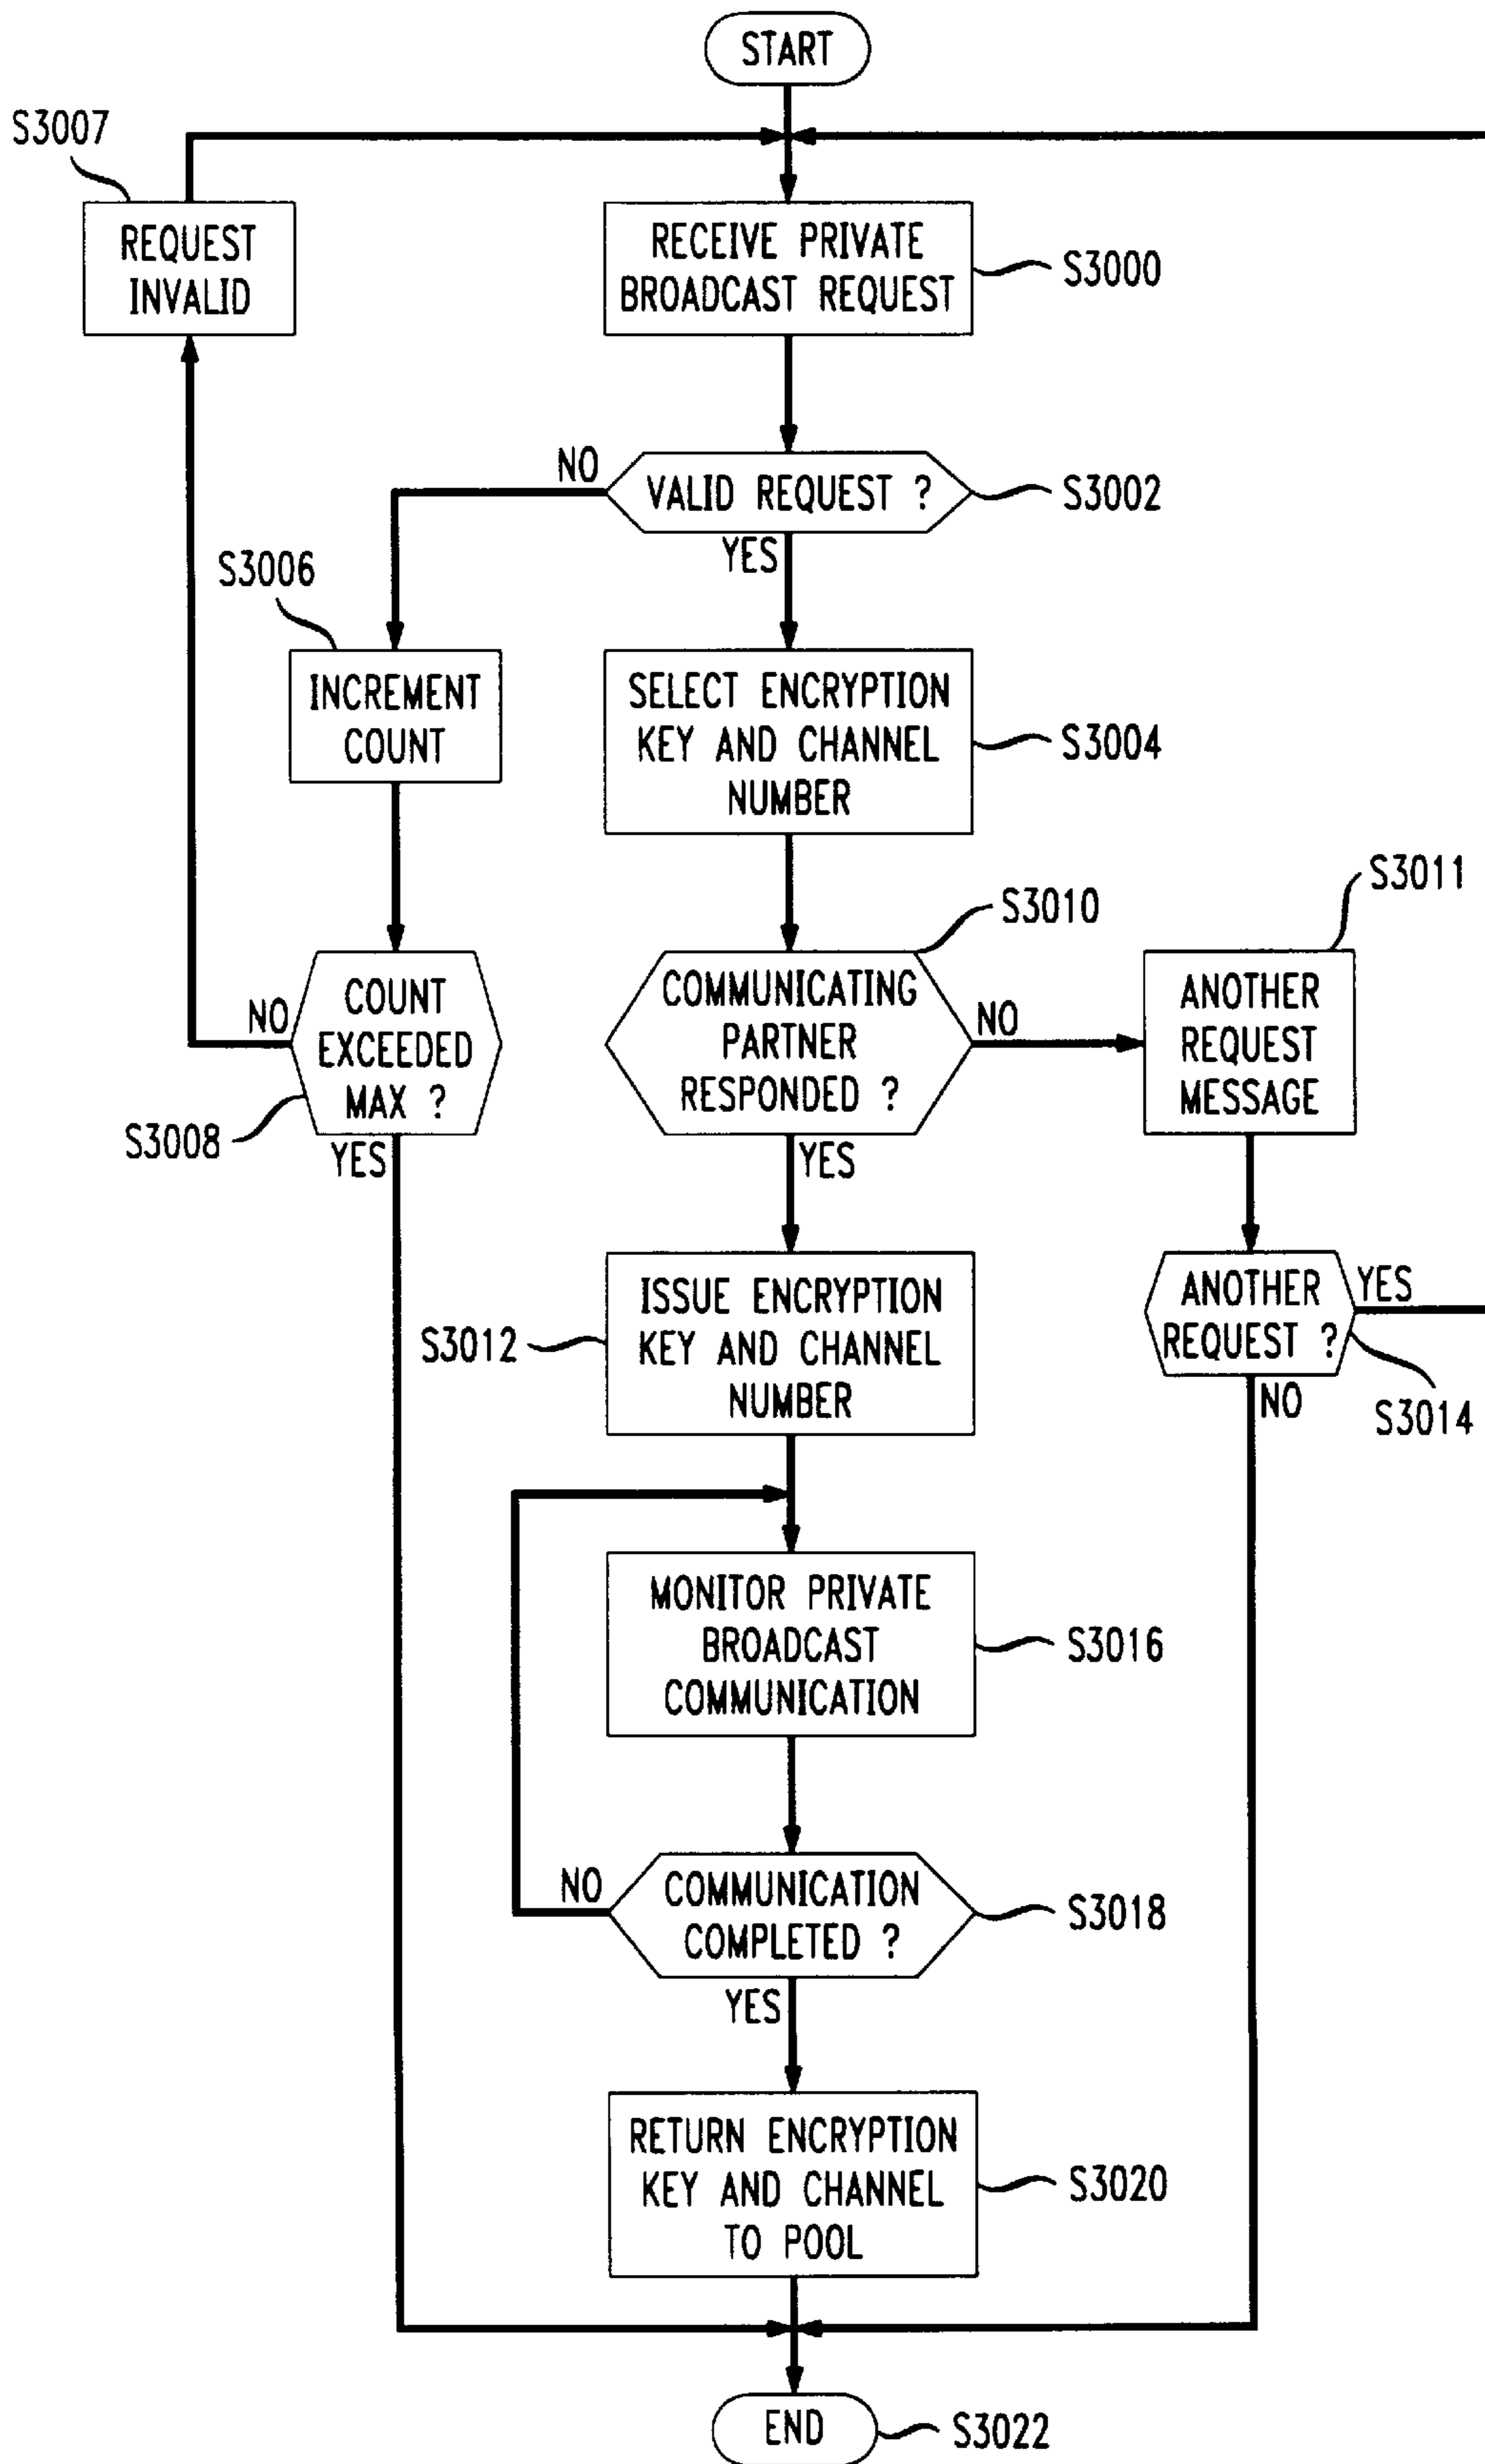 START
S3007
REQUEST
INVALID
RECEIVE PRIVATE
BROADCAST REQUEST
S3000
NO
VALID REQUEST ?
S3002
YES
S3006
INCREMENT
COUNT
SELECT ENCRYPTION
KEY AND CHANNEL
NUMBER
S3004
S3011
S3010
NO
COUNT
EXCEEDED
MAX ?
S3008
YES
COMMUNICATING
PARTNER
RESPONDED ?
NO
YES
ANOTHER
REQUEST
MESSAGE
S3012
ISSUE ENCRYPTION
KEY AND CHANNEL
NUMBER
ANOTHER
REQUEST ?
YES
S3014
NO
MONITOR PRIVATE
BROADCAST
COMMUNICATION
S3016
NO
COMMUNICATION
COMPLETED ?
S3018
YES
RETURN ENCRYPTION
KEY AND CHANNEL
TO POOL
S3020
END
S3022